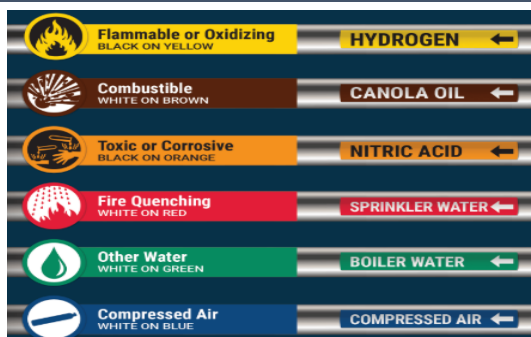 Flammable or Oxidizing
BLACK ON YELLOW
HYDROGEN
Combustible
WHITE ON BROWN
CANOLA OIL
Toxic or Corrosive
BLACK ON ORANGE
NITRIC ACID
Fire Quenching
WHITE ON RED
SPRINKLER WATER
Other Water
WHITE ON GREEN
BOILER WATER
Compressed Air
WHITE ON BLUE
COMPRESSED AIR